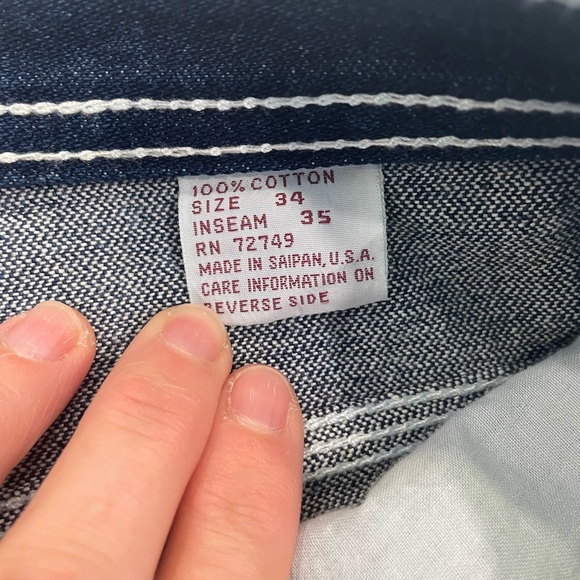 100% COTTON
SIZE 34
INSEAM 35
RN 72749
MADE IN SAIPAN, U.S.A.
CARE INFORMATION ON
REVERSE SIDE